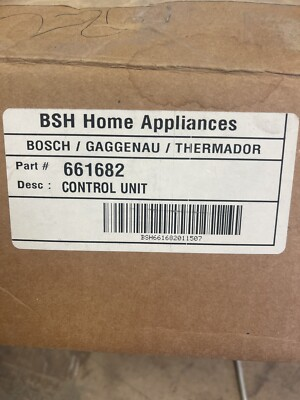 BSH Home Appliances
BOSCH / GAGGENAU / THERMADOR
Part # 661682
Desc : CONTROL UNIT
BSH661682011507